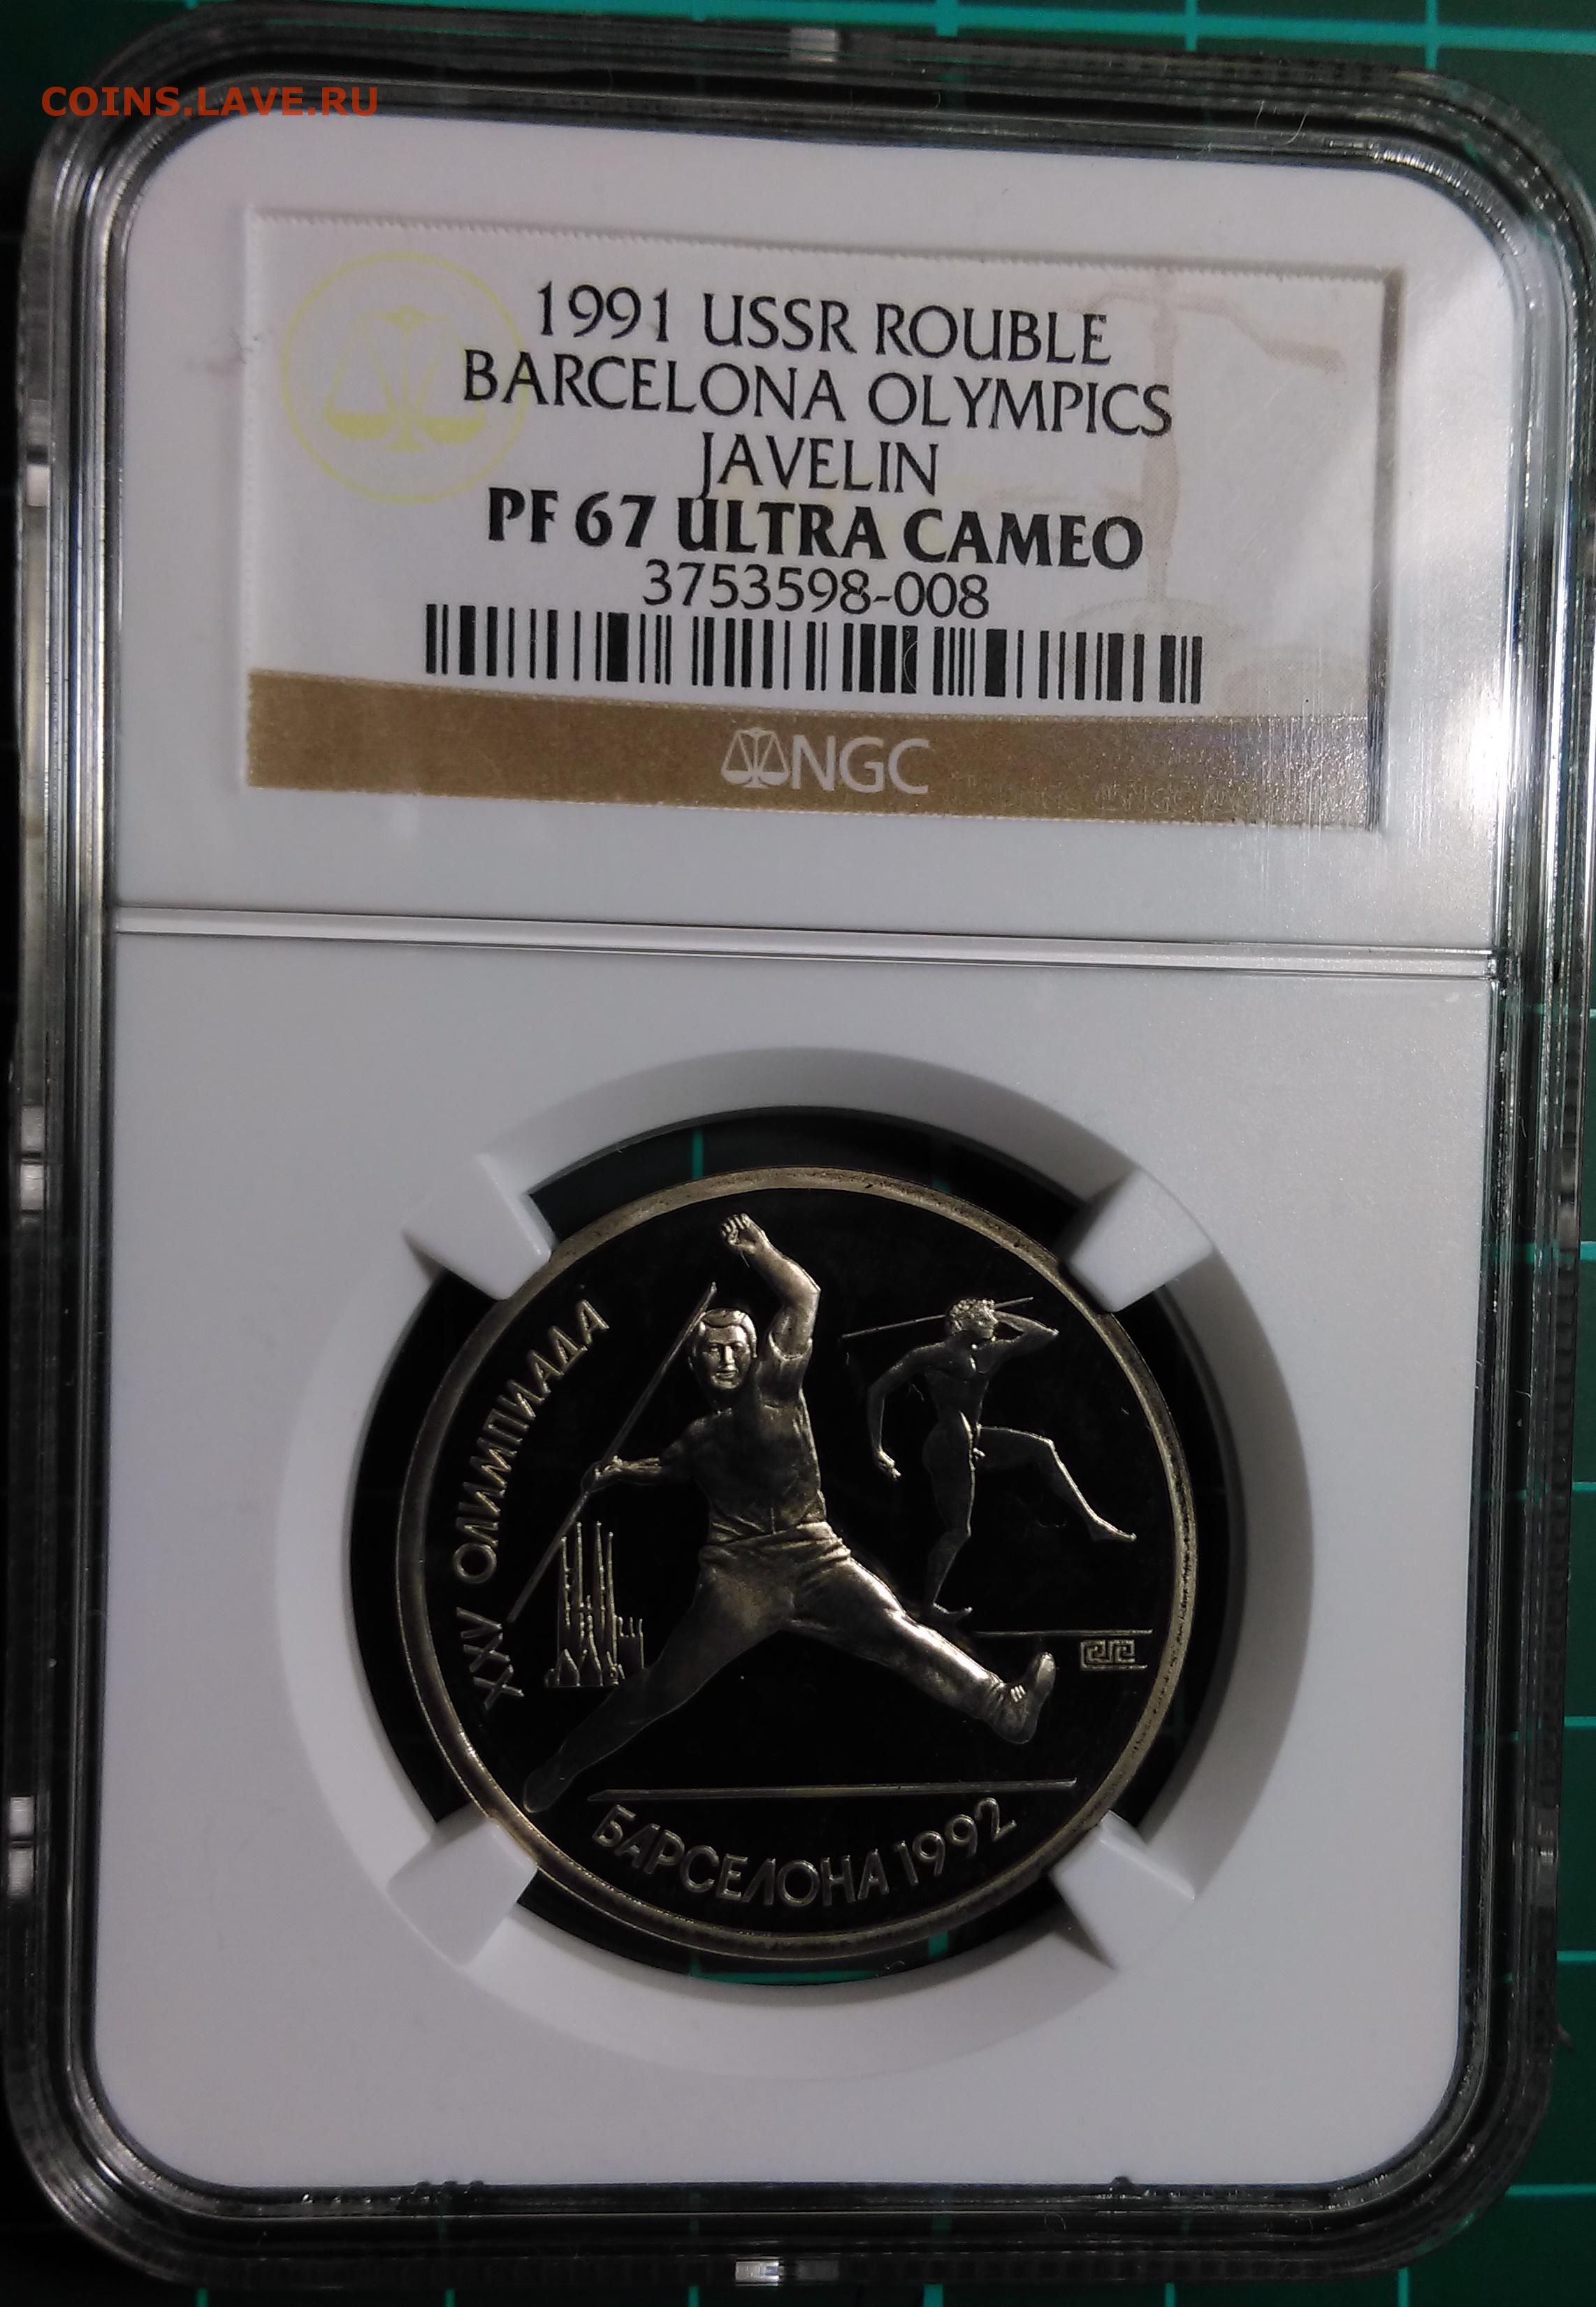 COINS.LAVE.RU
1991 USSR ROUBLE
BARCELONA OLYMPICS
JAVELIN
PF 67 ULTRA CAMEO
3753598-008
NGC
XXV ОЛИМПИАДА
БАРСЕЛОНА 1992